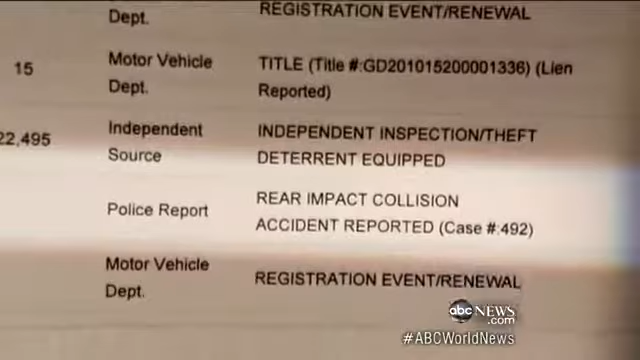 Dept.
REGISTRATION EVENT/RENEWAL
15
Motor Vehicle
Dept.
TITLE (Title #:GD201015200001336) (Lien
Reported)
22,495
Independent
Source
INDEPENDENT INSPECTION/THEFT
DETERRENT EQUIPPED
Police Report
REAR IMPACT COLLISION
ACCIDENT REPORTED (Case #:492)
Motor Vehicle
Dept.
REGISTRATION EVENT/RENEWAL
abc NEWS
.com
#ABCWorldNews